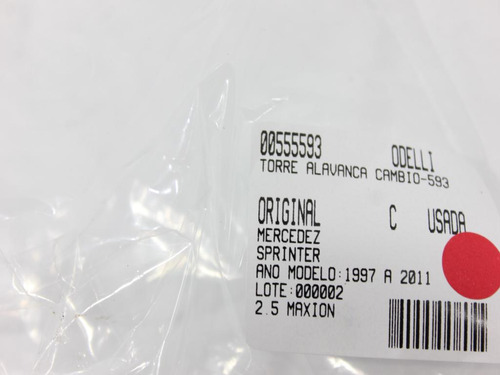 00555593 ODELLI
TORRE ALAVANCA CAMBIO-593
ORIGINAL C USADA
MERCEDEZ
SPRINTER
ANO MODELO:1997 A 2011
LOTE:000002
2.5 MAXION